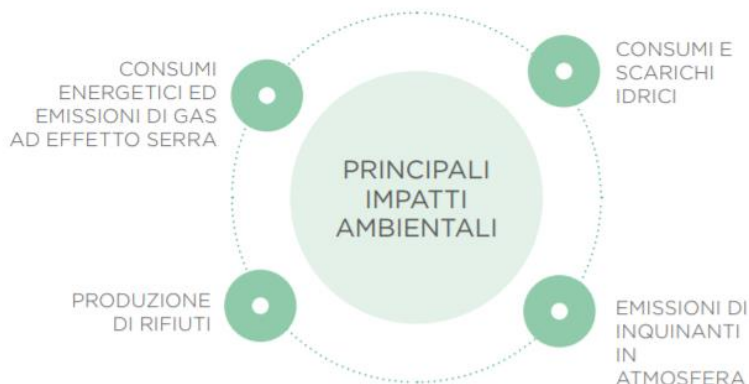 CONSUMI
ENERGETICI ED
EMISSIONI DI GAS
AD EFFETTO SERRA
CONSUMI E
SCARICHI
IDRICI
PRINCIPALI
IMPATTI
AMBIENTALI
PRODUZIONE
DI RIFIUTI
EMISSIONI DI
INQUINANTI
IN
ATMOSFERA